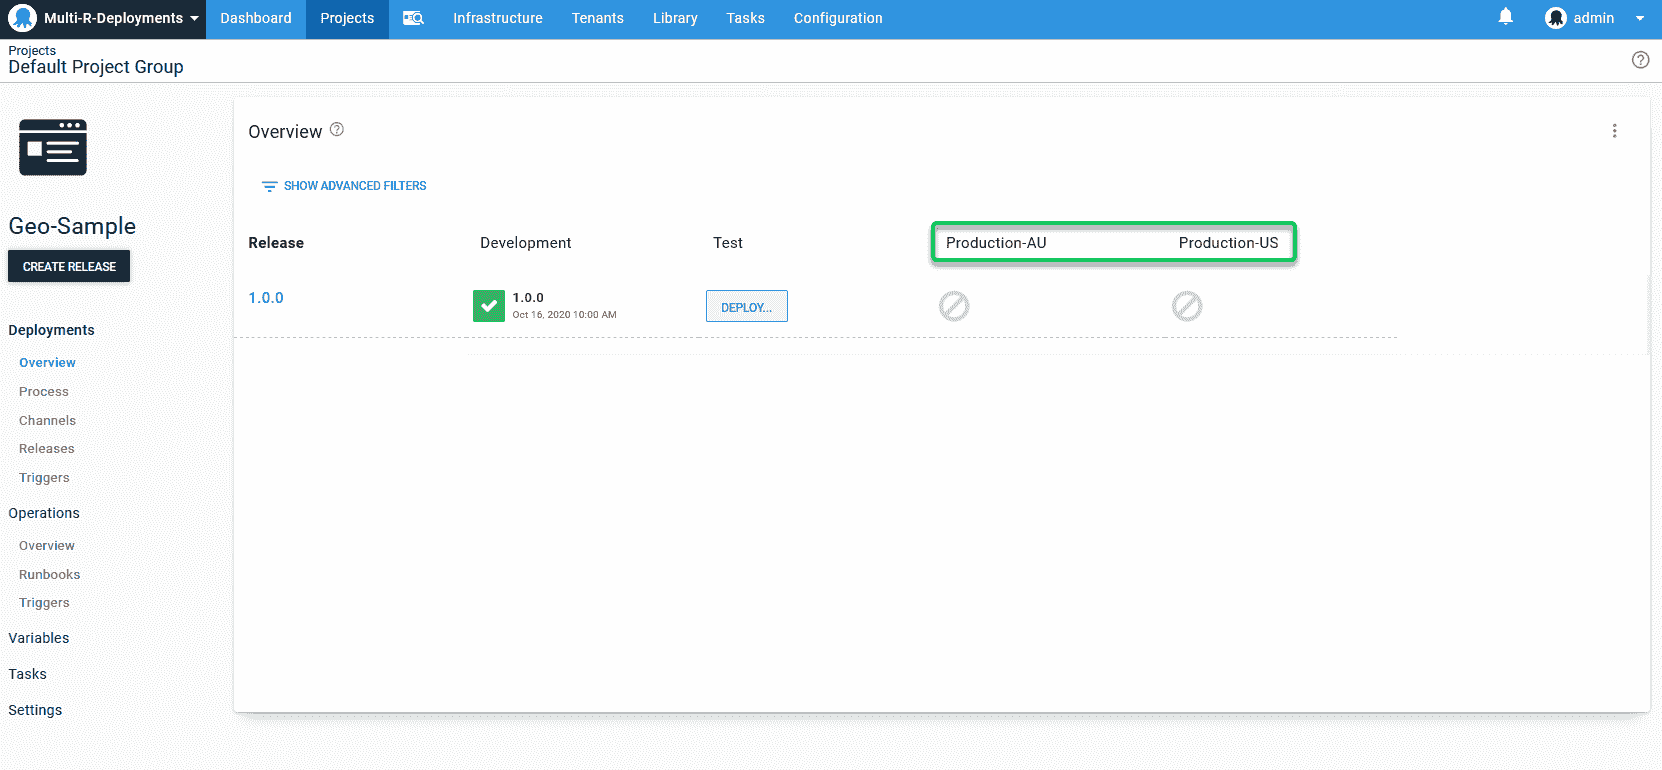 Multi-R-Deployments Dashboard Projects Infrastructure Tenants Library Tasks Configuration admin
Projects
Default Project Group
Geo-Sample
CREATE RELEASE
Deployments
Overview
Process
Channels
Releases
Triggers
Operations
Overview
Runbooks
Triggers
Variables
Tasks
Settings
Overview
SHOW ADVANCED FILTERS
Release Development Test Production-AU Production-US
1.0.0 1.0.0 DEPLOY...
Oct 16, 2020 10:00 AM